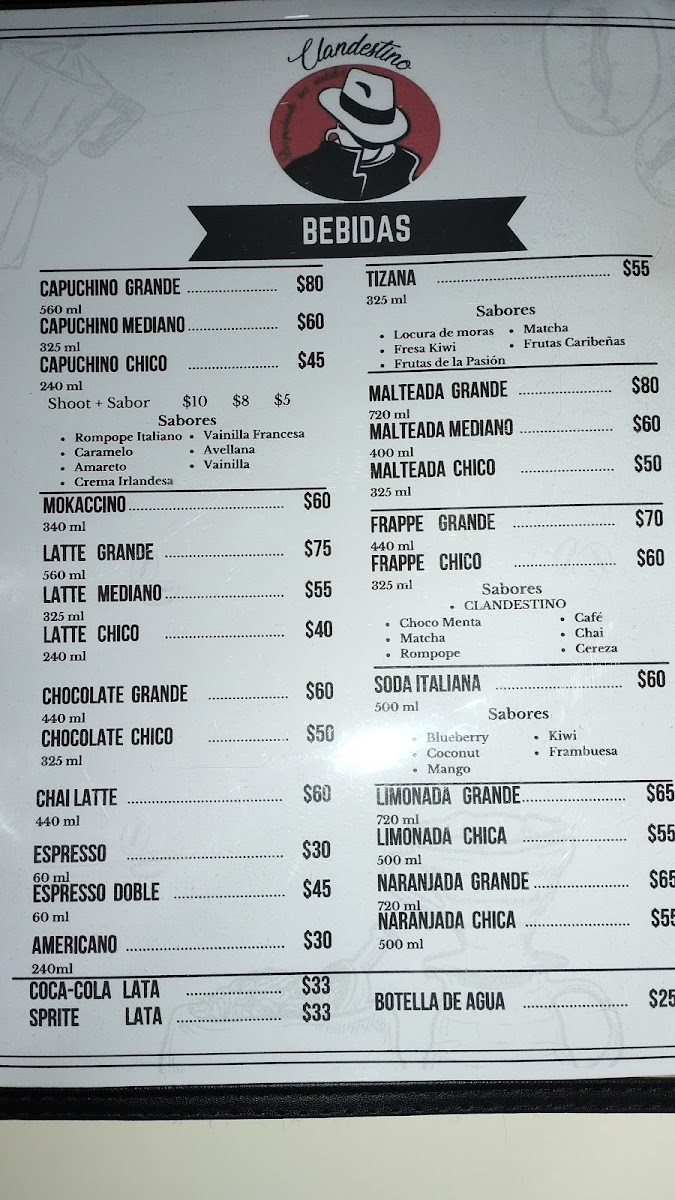 Clandestino
BEBIDAS
CAPUCHINO GRANDE ........................ $80
560 ml
CAPUCHINO MEDIANO ........................ $60
325 ml
CAPUCHINO CHICO ........................ $45
240 ml
Shoot + Sabor $10 $8 $5
Sabores
• Rompope Italiano • Vainilla Francesa
• Caramelo • Avellana
• Amareto • Vainilla
• Crema Irlandesa
MOKACCINO ........................ $60
340 ml
LATTE GRANDE ........................ $75
560 ml
LATTE MEDIANO ........................ $55
325 ml
LATTE CHICO ........................ $40
240 ml
CHOCOLATE GRANDE ........................ $60
440 ml
CHOCOLATE CHICO ........................ $50
325 ml
CHAI LATTE ........................ $60
440 ml
ESPRESSO ........................ $30
60 ml
ESPRESSO DOBLE ........................ $45
60 ml
AMERICANO ........................ $30
240ml
COCA-COLA LATA ........................ $33
SPRITE LATA ........................ $33
TIZANA ........................ $55
325 ml
Sabores
• Locura de moras • Matcha
• Fresa Kiwi • Frutas Caribeñas
• Frutas de la Pasión
MALTEADA GRANDE ........................ $80
720 ml
MALTEADA MEDIANO ........................ $60
400 ml
MALTEADA CHICO ........................ $50
325 ml
FRAPPE GRANDE ........................ $70
440 ml
FRAPPE CHICO ........................ $60
325 ml
Sabores
• CLANDESTINO
• Choco Menta • Café
• Matcha • Chai
• Rompope • Cereza
SODA ITALIANA ........................ $60
500 ml
Sabores
• Blueberry • Kiwi
• Coconut • Frambuesa
• Mango
LIMONADA GRANDE ........................ $65
720 ml
LIMONADA CHICA ........................ $55
500 ml
NARANJADA GRANDE ........................ $65
720 ml
NARANJADA CHICA ........................ $55
500 ml
BOTELLA DE AGUA ........................ $25